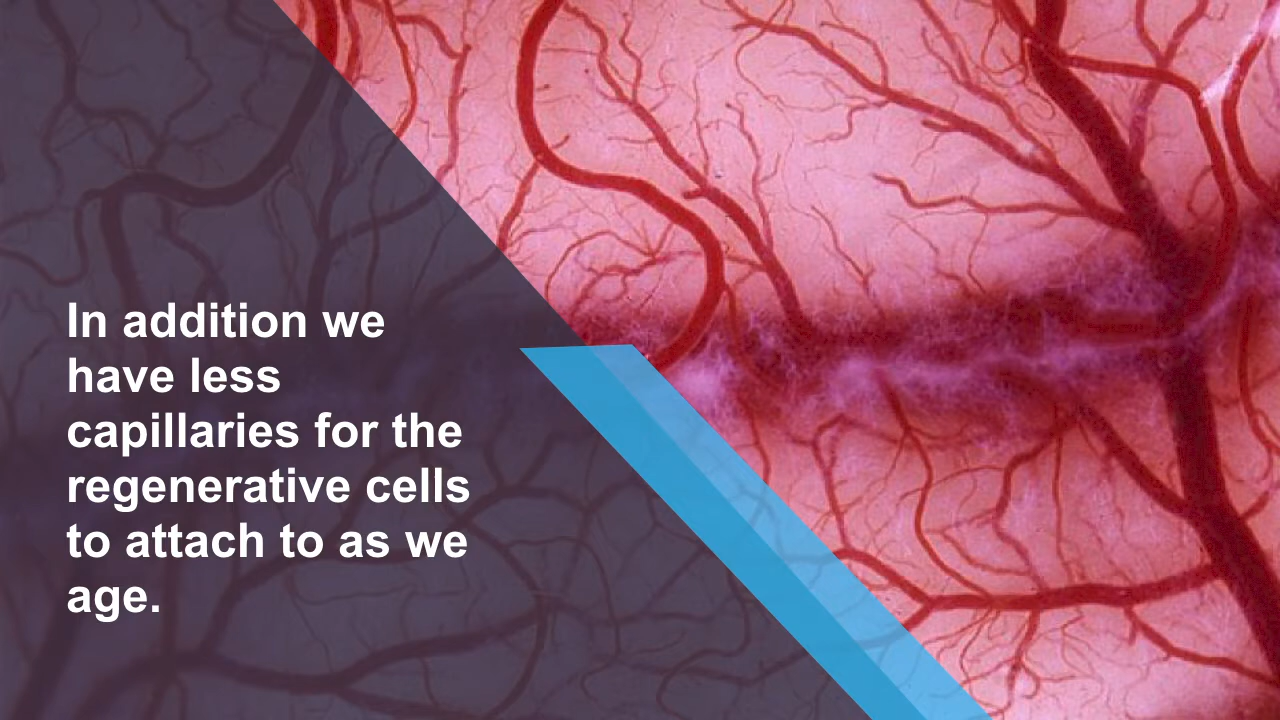 In addition we
have less
capillaries for the
regenerative cells
to attach to as we
age.